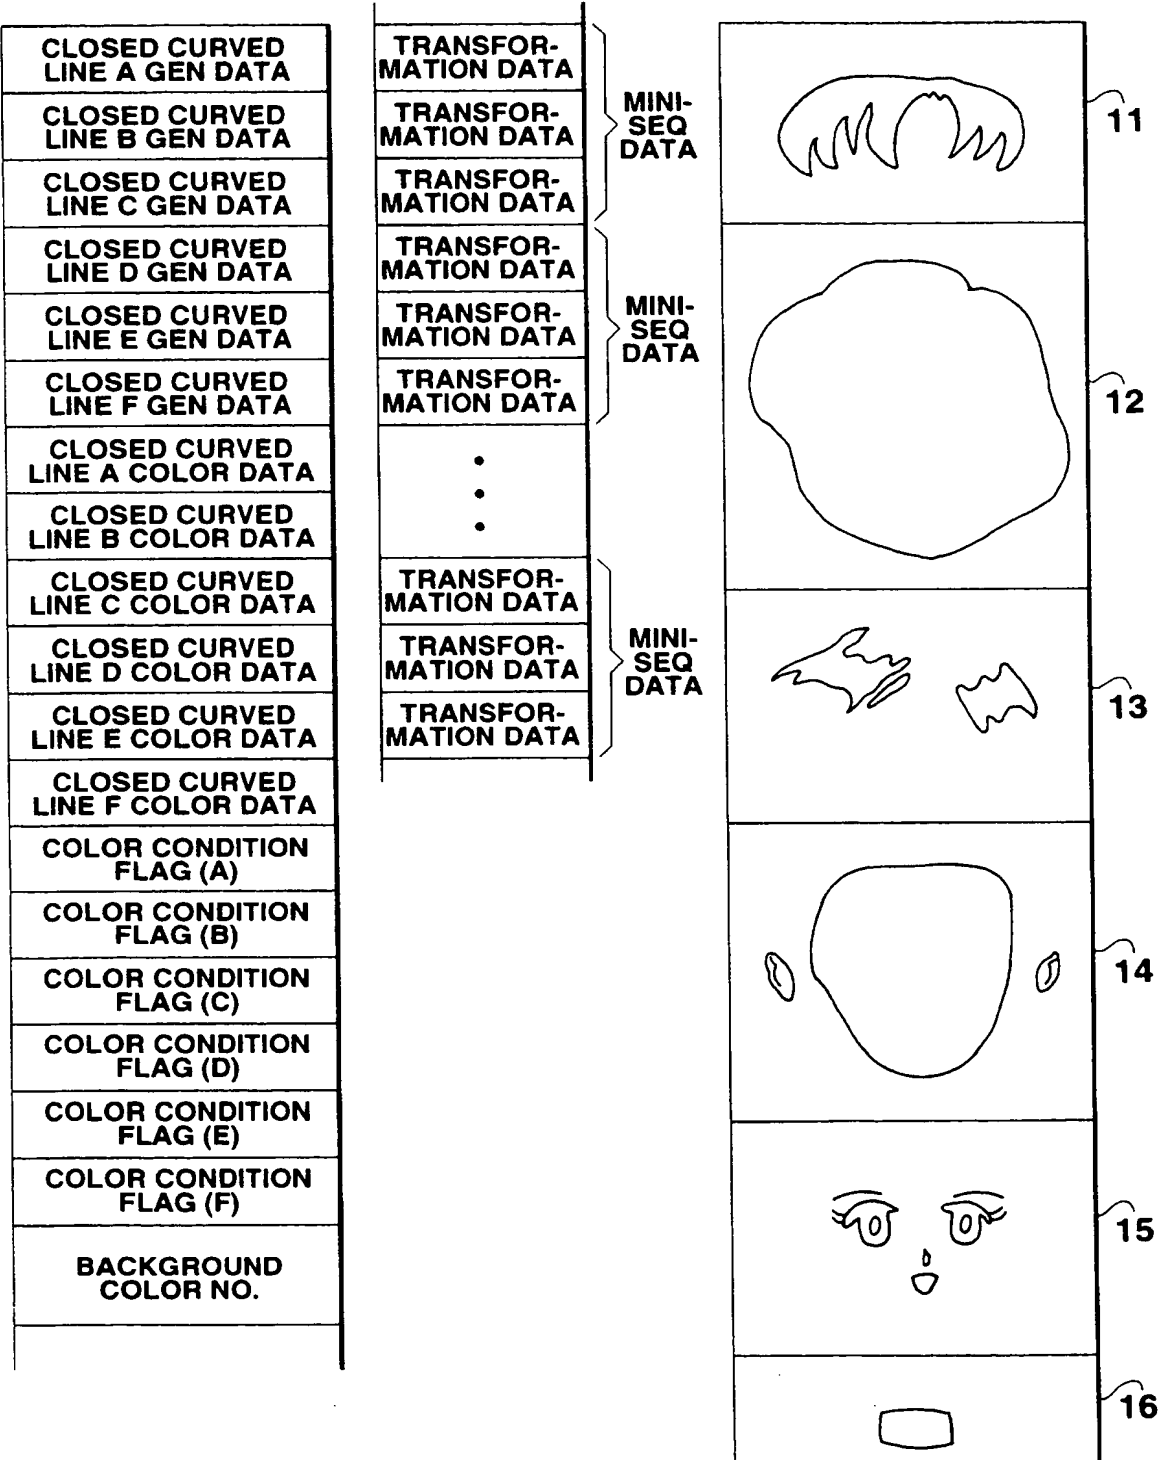 CLOSED CURVED
LINE A GEN DATA
CLOSED CURVED
LINE B GEN DATA
CLOSED CURVED
LINE C GEN DATA
CLOSED CURVED
LINE D GEN DATA
CLOSED CURVED
LINE E GEN DATA
CLOSED CURVED
LINE F GEN DATA
CLOSED CURVED
LINE A COLOR DATA
CLOSED CURVED
LINE B COLOR DATA
CLOSED CURVED
LINE C COLOR DATA
CLOSED CURVED
LINE D COLOR DATA
CLOSED CURVED
LINE E COLOR DATA
CLOSED CURVED
LINE F COLOR DATA
COLOR CONDITION
FLAG (A)
COLOR CONDITION
FLAG (B)
COLOR CONDITION
FLAG (C)
COLOR CONDITION
FLAG (D)
COLOR CONDITION
FLAG (E)
COLOR CONDITION
FLAG (F)
BACKGROUND
COLOR NO.
TRANSFOR-
MATION DATA
TRANSFOR-
MATION DATA
TRANSFOR-
MATION DATA
MINI-
SEQ
DATA
TRANSFOR-
MATION DATA
TRANSFOR-
MATION DATA
TRANSFOR-
MATION DATA
MINI-
SEQ
DATA
TRANSFOR-
MATION DATA
TRANSFOR-
MATION DATA
TRANSFOR-
MATION DATA
MINI-
SEQ
DATA
11
12
13
14
15
16